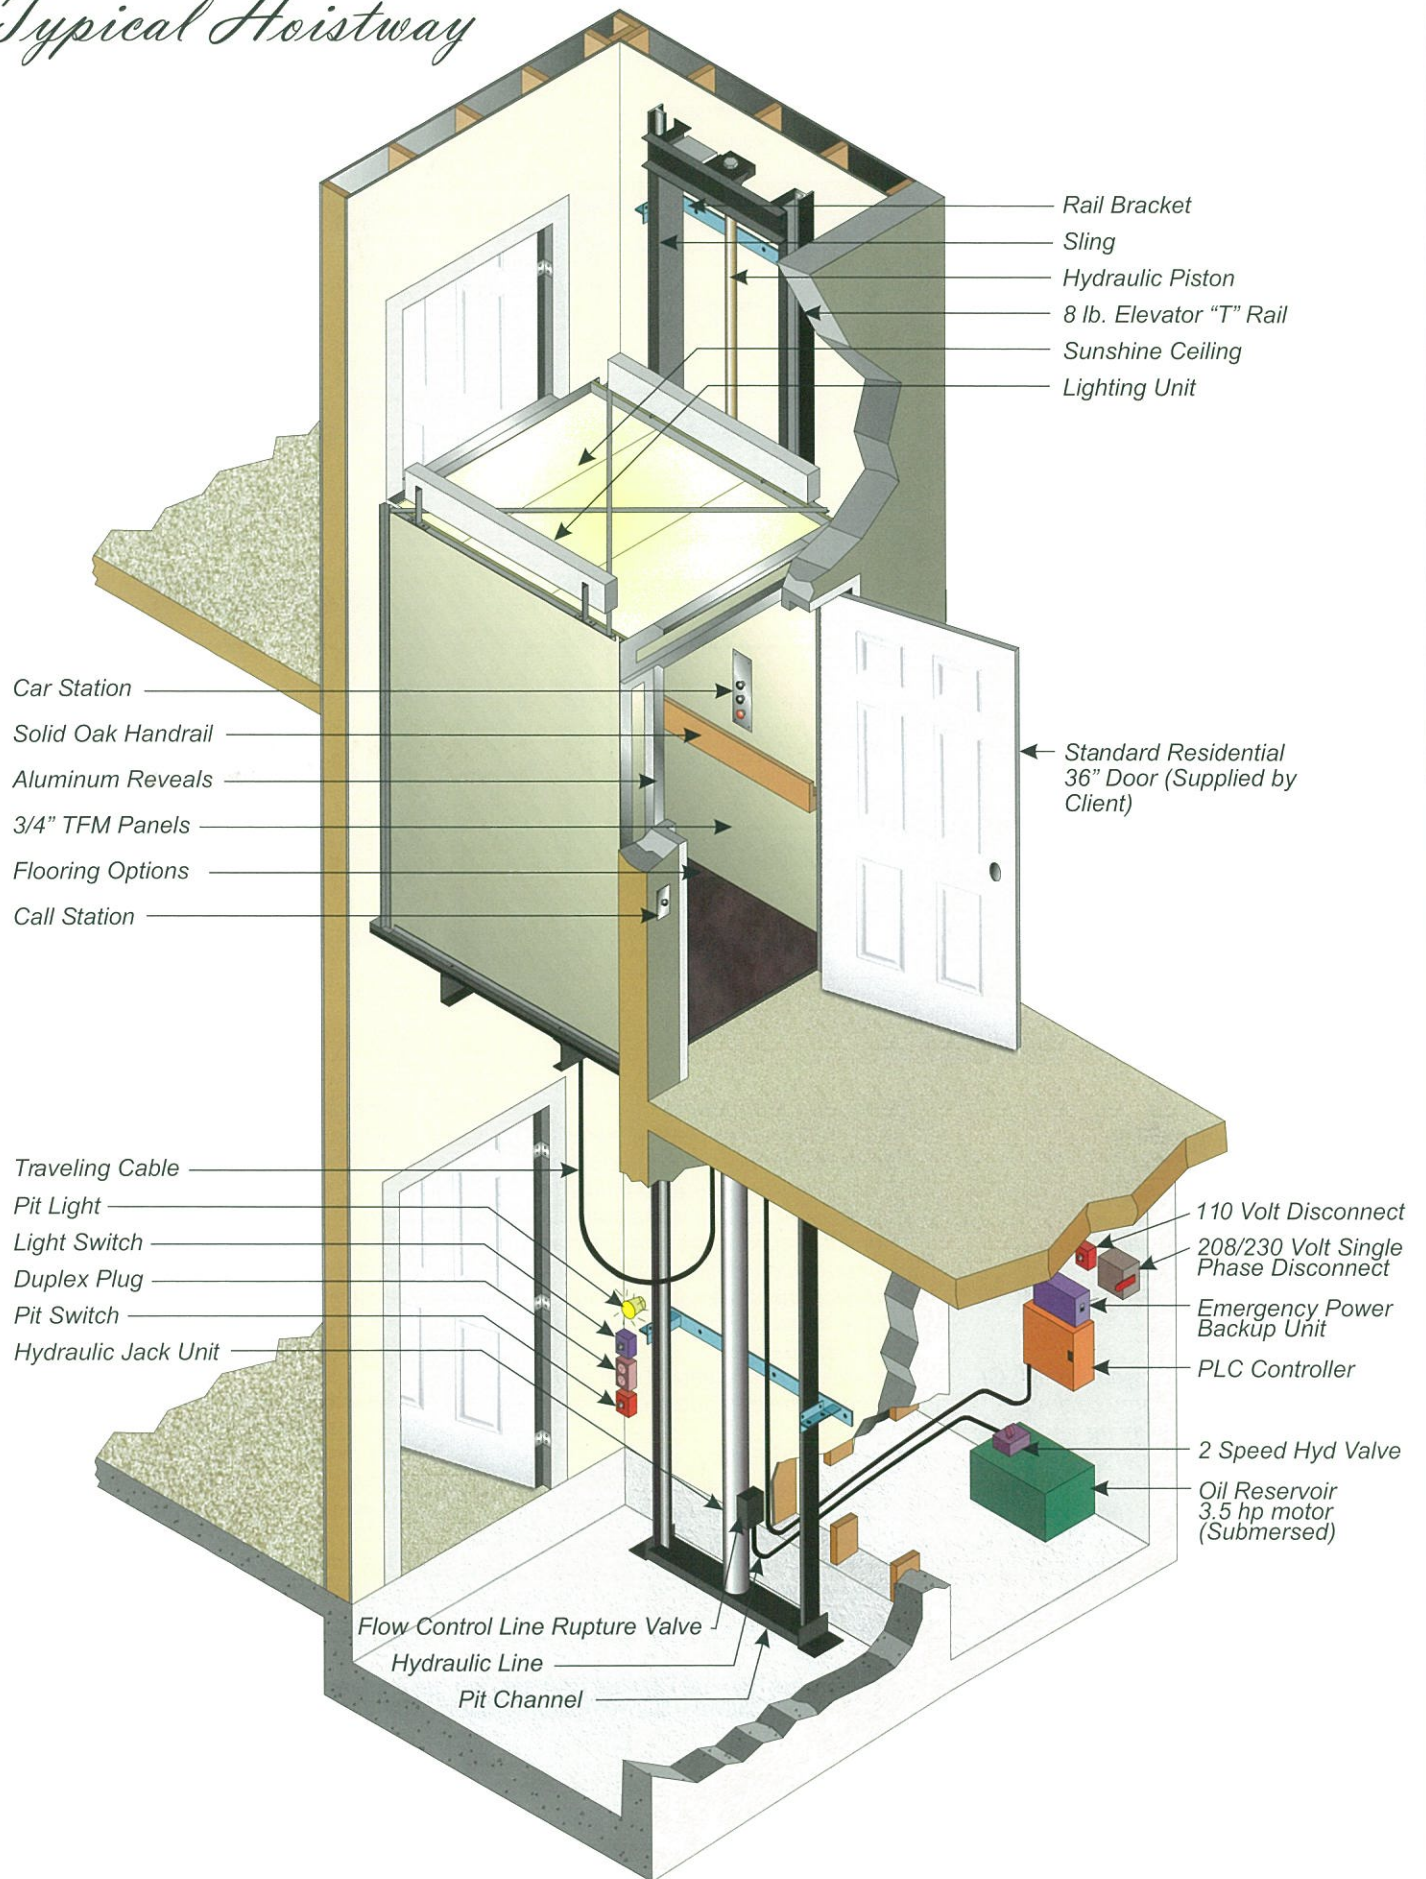 Typical Hoistway
Rail Bracket
Sling
Hydraulic Piston
8 lb. Elevator “T” Rail
Sunshine Ceiling
Lighting Unit
Car Station
Solid Oak Handrail
Aluminum Reveals
3/4” TFM Panels
Flooring Options
Call Station
Standard Residential
36” Door (Supplied by
Client)
Traveling Cable
Pit Light
Light Switch
Duplex Plug
Pit Switch
Hydraulic Jack Unit
110 Volt Disconnect
208/230 Volt Single
Phase Disconnect
Emergency Power
Backup Unit
PLC Controller
2 Speed Hyd Valve
Oil Reservoir
3.5 hp motor
(Submersed)
Flow Control Line Rupture Valve
Hydraulic Line
Pit Channel